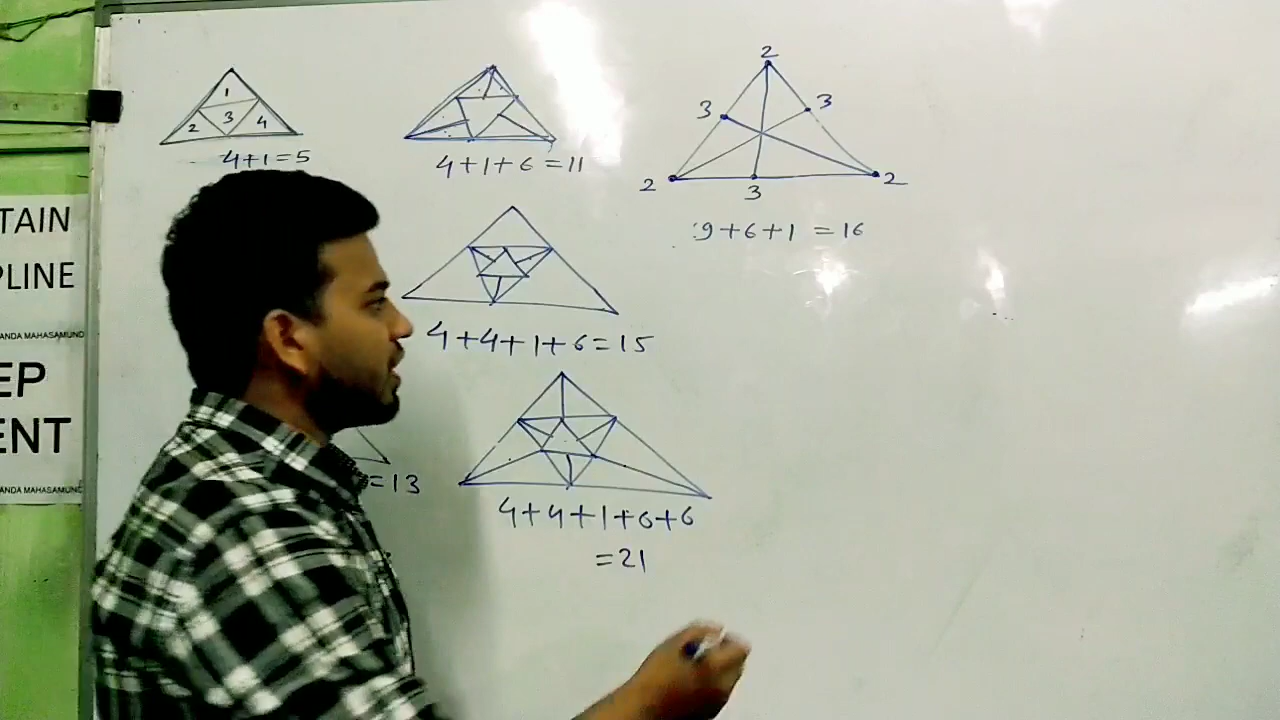 TAIN
PLINE
ANDA MAHASAMUND
EP
ENT
ANDA MAHASAMUND
1
2 3 4
4+1=5
4+1+6=11
4+4+1+6=15
=13
4+4+1+6+6
=21
2
3 3
2 3 2
9+6+1=16